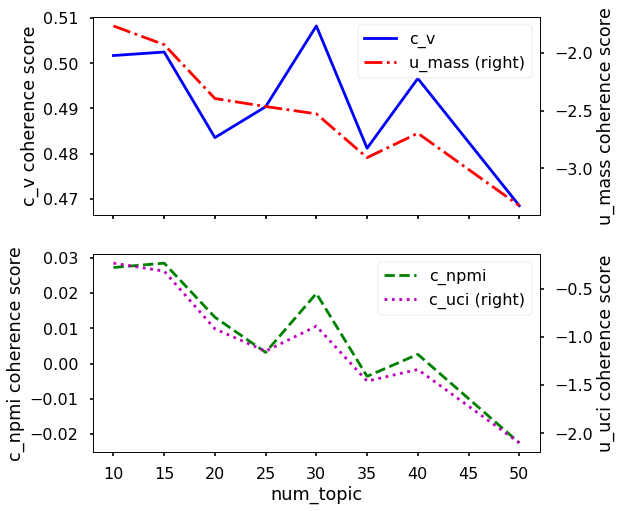 c_v coherence score
0.51
0.50
0.49
0.48
0.47
c_v
u_mass (right)
−2.0
−2.5
−3.0
u_mass coherence score
c_npmi coherence score
0.03
0.02
0.01
0.00
−0.01
−0.02
c_npmi
c_uci (right)
−0.5
−1.0
−1.5
−2.0
u_uci coherence score
10 15 20 25 30 35 40 45 50
num_topic